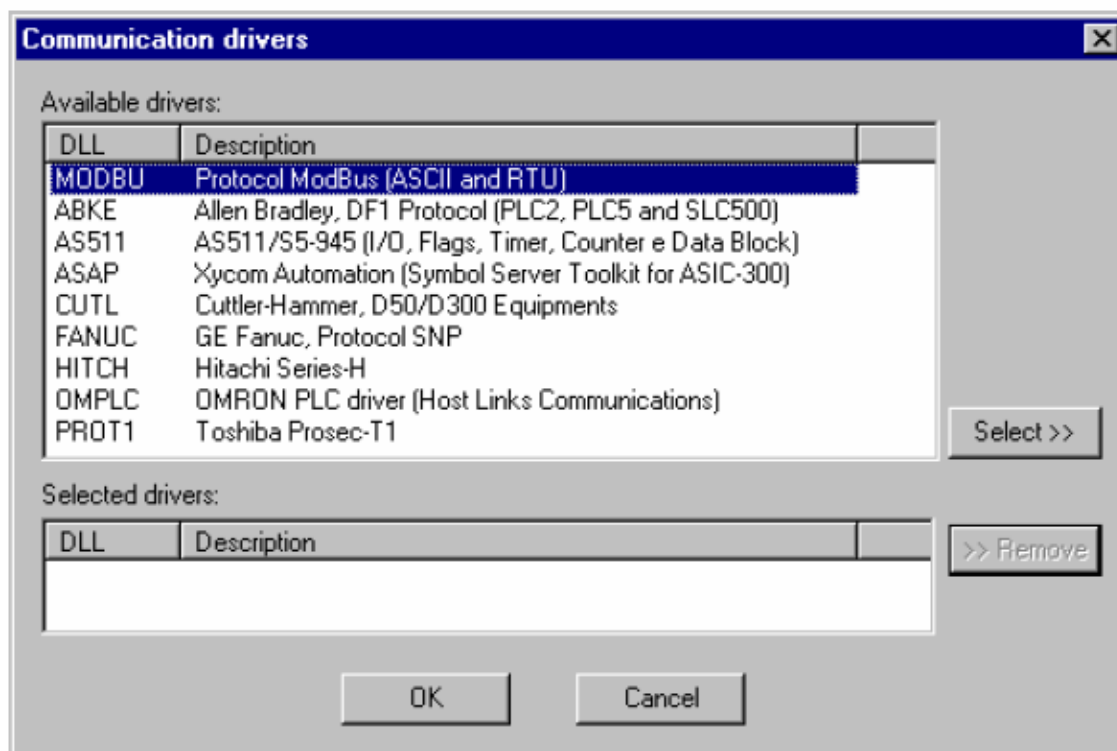 Communication drivers
Available drivers:
DLL Description
MODBU Protocol ModBus (ASCII and RTU)
ABKE Allen Bradley, DF1 Protocol (PLC2, PLC5 and SLC500)
AS511 AS511/S5-945 (I/O, Flags, Timer, Counter e Data Block)
ASAP Xycom Automation (Symbol Server Toolkit for ASIC-300)
CUTL Cuttler-Hammer, D50/D300 Equipments
FANUC GE Fanuc, Protocol SNP
HITCH Hitachi Series-H
OMPLC OMRON PLC driver (Host Links Communications)
PROT1 Toshiba Prosec-T1
Select >>
Selected drivers:
DLL Description
>> Remove
OK Cancel